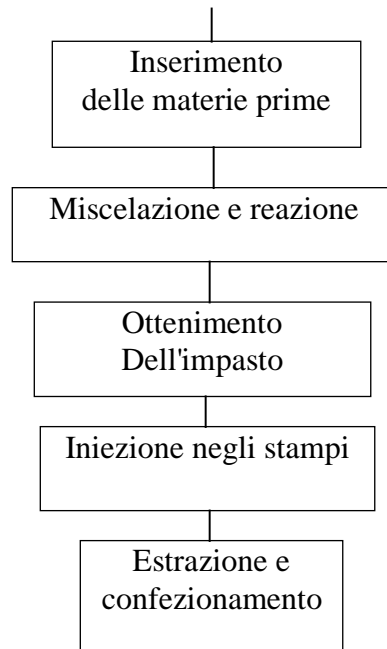 Inserimento
delle materie prime
Miscelazione e reazione
Ottenimento
Dell'impasto
Iniezione negli stampi
Estrazione e
confezionamento